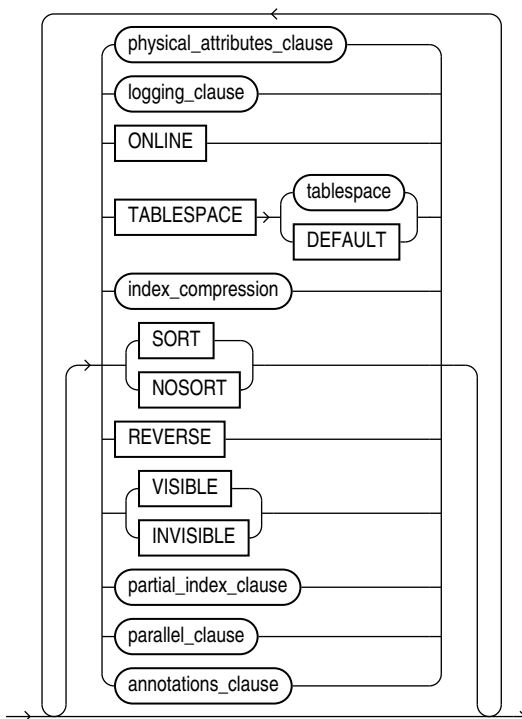 physical_attributes_clause
logging_clause
ONLINE
tablespace
TABLESPACE
DEFAULT
index_compression
SORT
NOSORT
REVERSE
VISIBLE
INVISIBLE
partial_index_clause
parallel_clause
annotations_clause